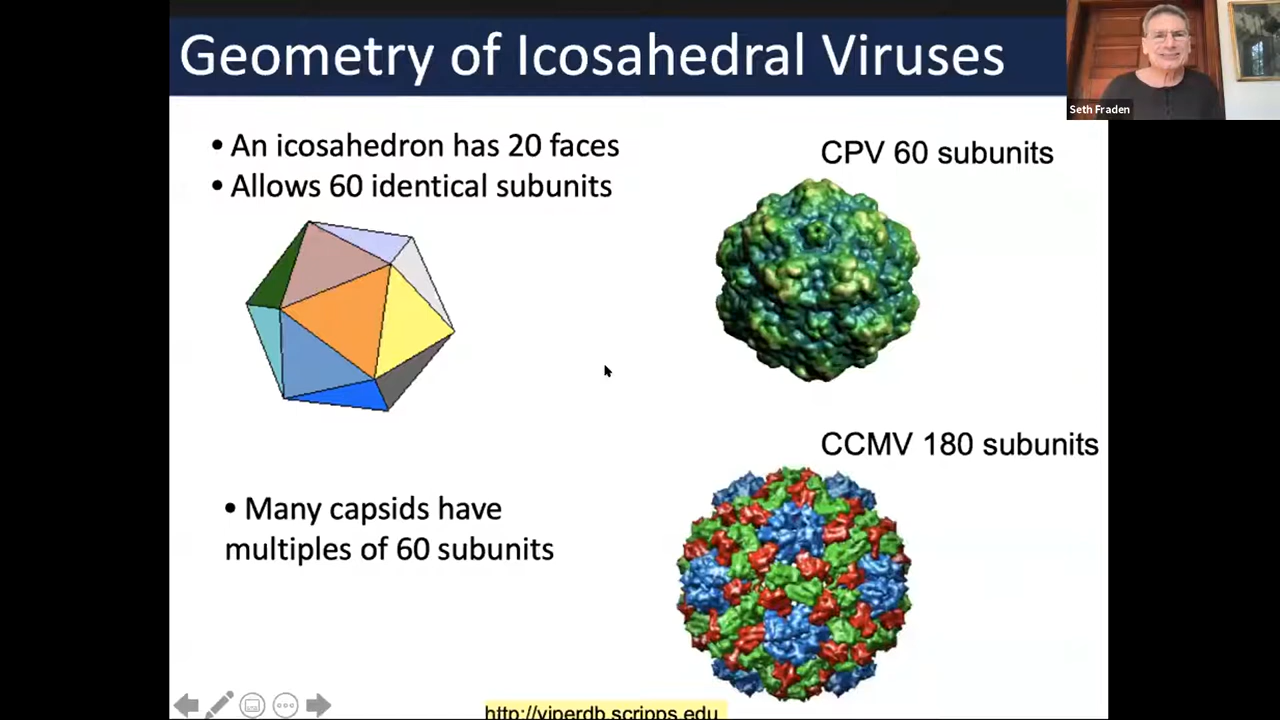 Geometry of Icosahedral Viruses
Seth Fraden
• An icosahedron has 20 faces
• Allows 60 identical subunits
CPV 60 subunits
CCMV 180 subunits
• Many capsids have
multiples of 60 subunits
http://viperdb.scripps.edu